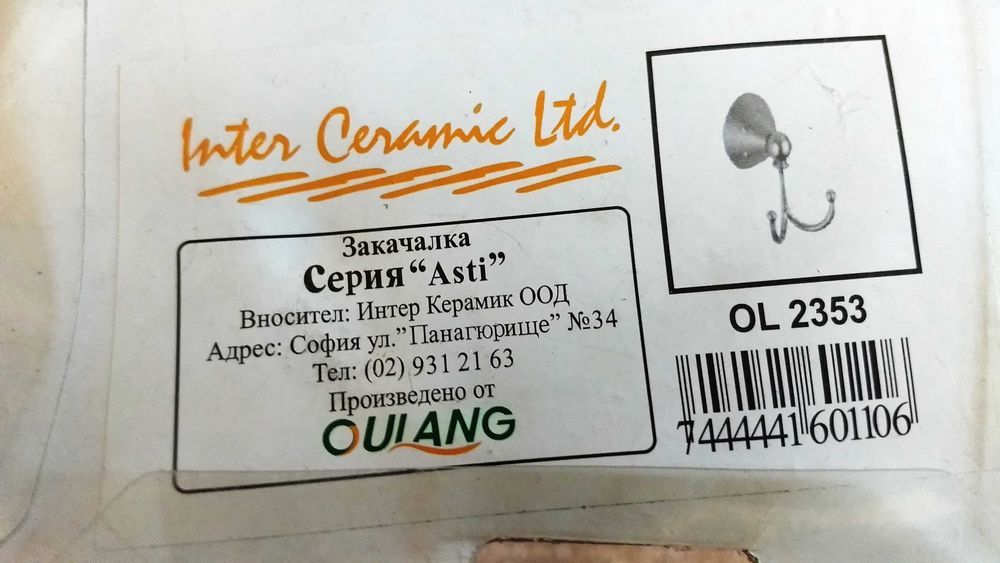 Inter Ceramic Ltd.
Закачалка
Серия “Asti”
Вносител: Интер Керамик ООД
Адрес: София ул.”Панагюрище” №34
Тел: (02) 931 21 63
Произведено от
OULANG
OL 2353
7444441601106